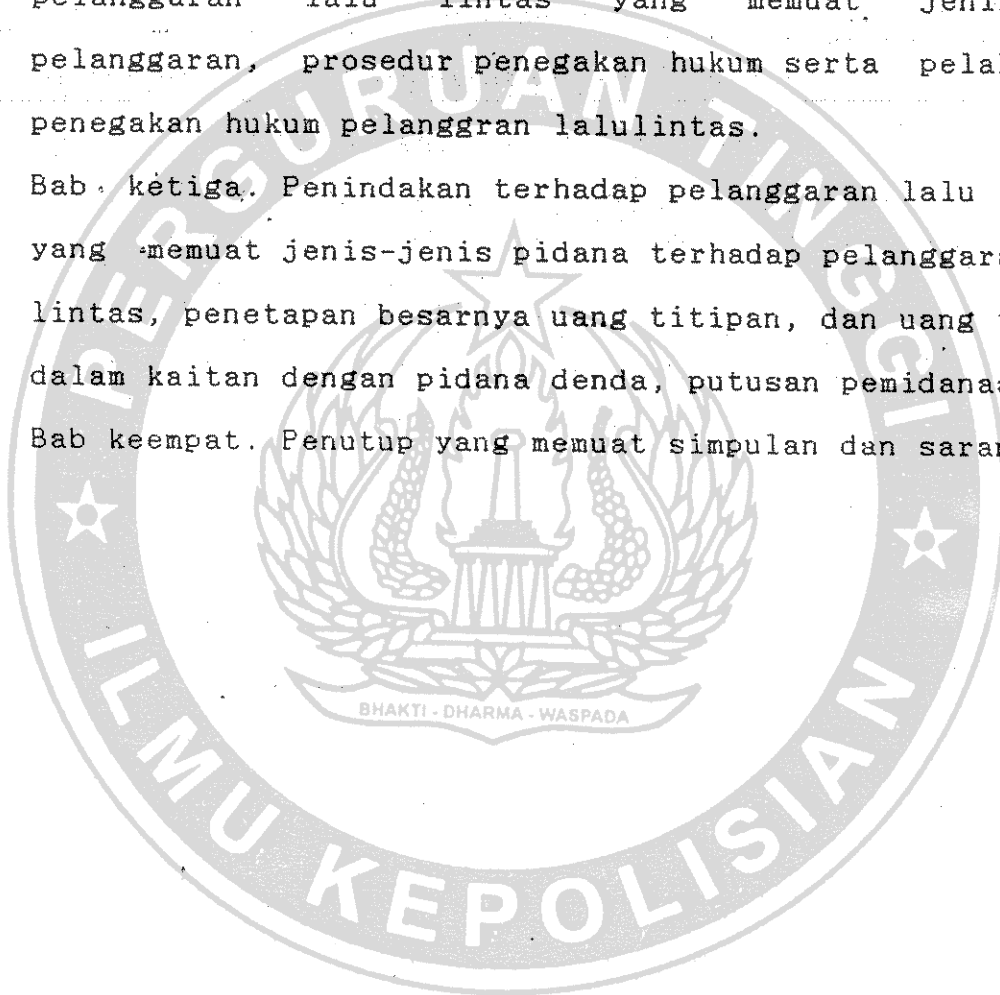 pelangguran lalu lintas yang memuat
pelanggaran, prosedur penegakan hukum serta
penegakan hukum pelanggran lalulintas.
Bab ketiga. Penindakan terhadap pelanggaran lalu
yang memuat jenis-jenis pidana terhadap
lintas, penetapan besarnya uang titipan, dan uang
dalam kaitan dengan pidana denda, putusan
Bab keempat. Penutup yang memuat simpulan dan
PERGURUAN TINGGI
BHAKTI - DHARMA - WASPADA
ILMU KEPOLISIAN